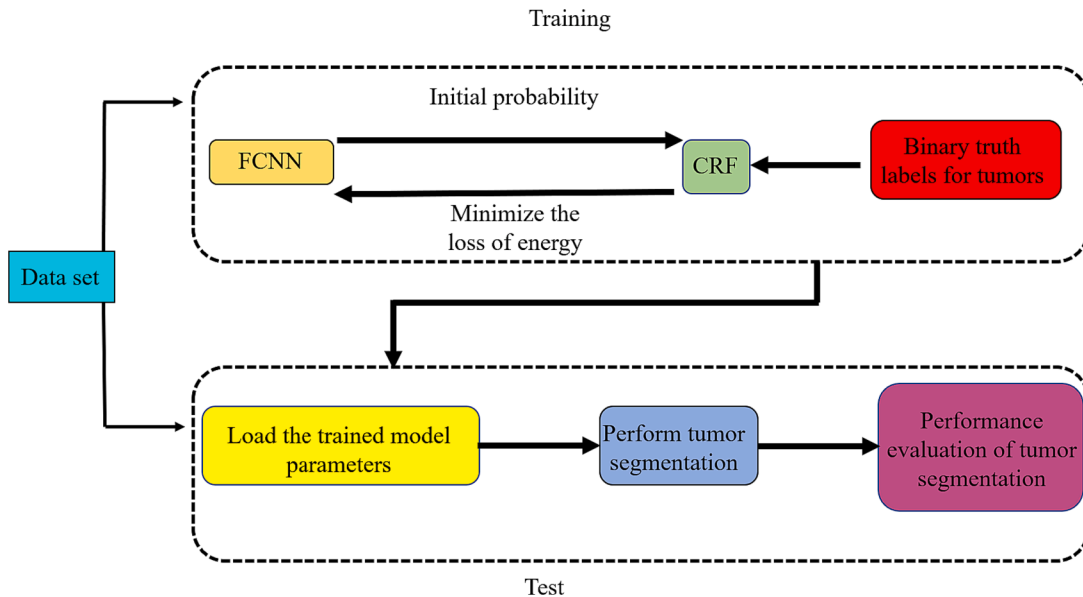 Training
Initial probability
FCNN
CRF
Binary truth
labels for tumors
Minimize the
loss of energy
Data set
Load the trained model
parameters
Perform tumor
segmentation
Performance
evaluation of tumor
segmentation
Test